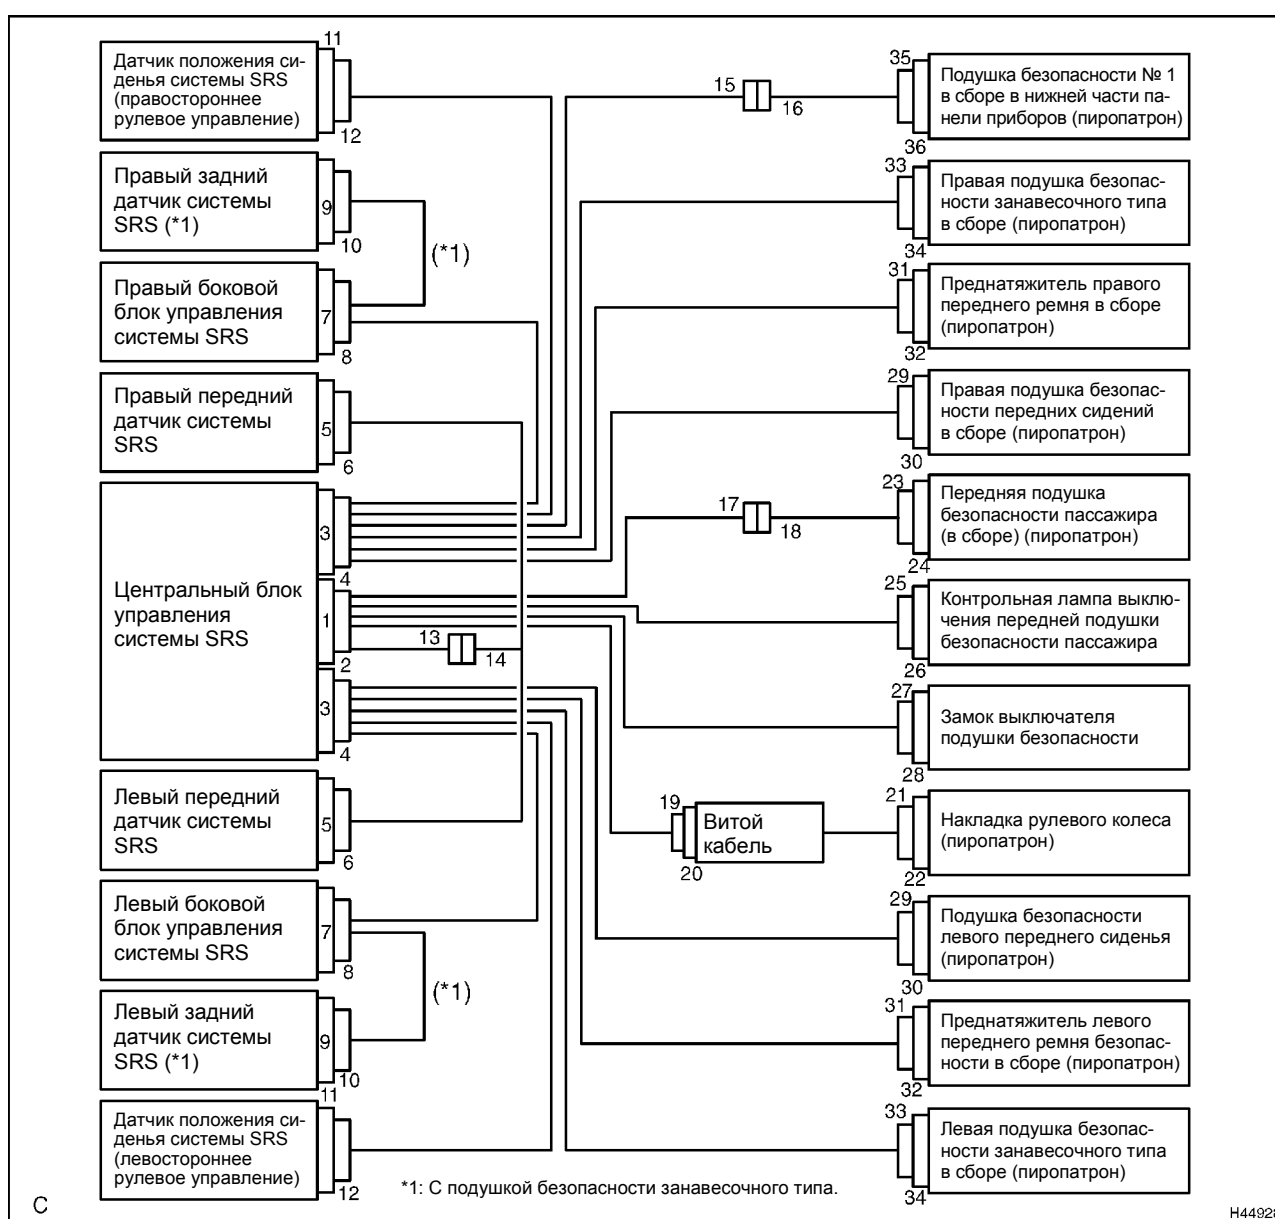 11
Датчик положения си-
денья системы SRS
(правостороннее
рулевое управление)
12
Правый задний
датчик системы
SRS (*1)
9
10
(*1)
Правый боковой
блок управления
системы SRS
7
8
Правый передний
датчик системы
SRS
5
6
Центральный блок
управления
системы SRS
3
4
1
2
3
4
13
14
Левый передний
датчик системы
SRS
5
6
Левый боковой
блок управления
системы SRS
7
8
(*1)
Левый задний
датчик системы
SRS (*1)
9
10
11
Датчик положения си-
денья системы SRS
(левостороннее
рулевое управление)
12
15
16
35
Подушка безопасности № 1
в сборе в нижней части па-
нели приборов (пиропатрон)
36
33
Правая подушка безопас-
ности занавесочного типа
в сборе (пиропатрон)
34
31
Преднатяжитель правого
переднего ремня в сборе
(пиропатрон)
32
29
Правая подушка безопас-
ности передних сидений
в сборе (пиропатрон)
30
17
18
23
Передняя подушка
безопасности пассажира
(в сборе) (пиропатрон)
24
25
Контрольная лампа выклю-
чения передней подушки
безопасности пассажира
26
27
Замок выключателя
подушки безопасности
28
19
Витой
кабель
20
21
Накладка рулевого колеса
(пиропатрон)
22
29
Подушка безопасности
левого переднего сиденья
(пиропатрон)
30
31
Преднатяжитель левого
переднего ремня безопас-
ности в сборе (пиропатрон)
32
33
Левая подушка безопас-
ности занавесочного типа
в сборе (пиропатрон)
34
*1: С подушкой безопасности занавесочного типа.
C
H44928